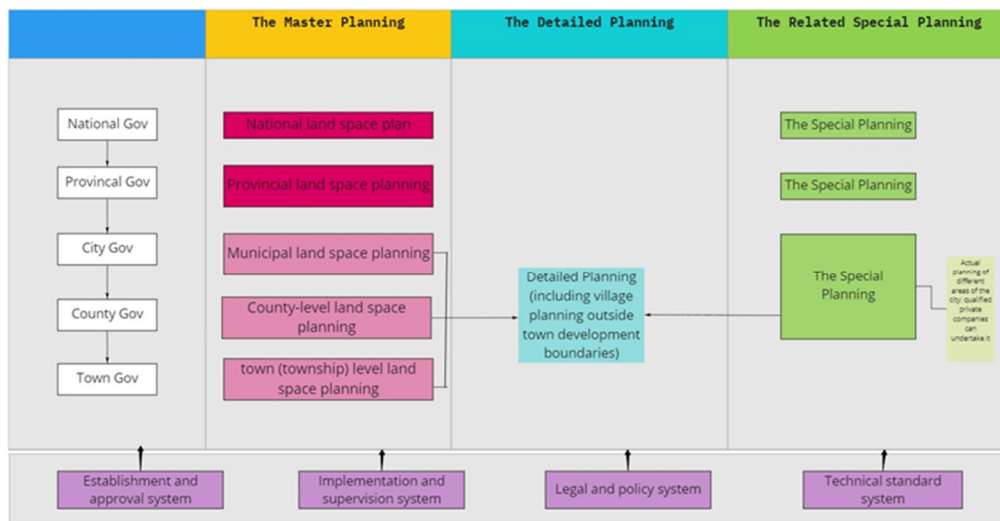 The Master Planning
The Detailed Planning
The Related Special Planning
National Gov
Provincal Gov
City Gov
County Gov
Town Gov
National land space plan
Provincial land space planning
Municipal land space planning
County-level land space
planning
town (township) level land
space planning
Detailed Planning
(including village
planning outside
town development
boundaries)
The Special Planning
The Special Planning
The Special
Planning
Actual
planning of
different
areas of the
city: qualified
private
companies
can
undertake it
Establishment and
approval system
Implementation and
supervision system
Legal and policy system
Technical standard
system